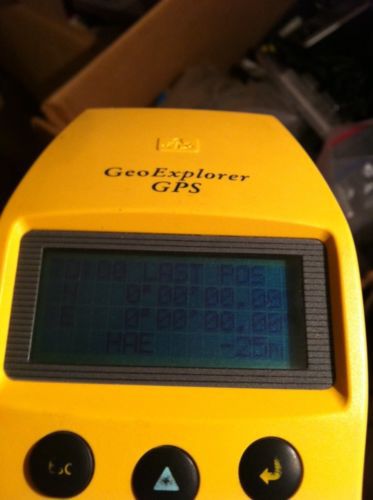 GeoExplorer
GPS
LAST POS
N 0°00'00.00
E 0°00'00.00
HAE -25m
ESC